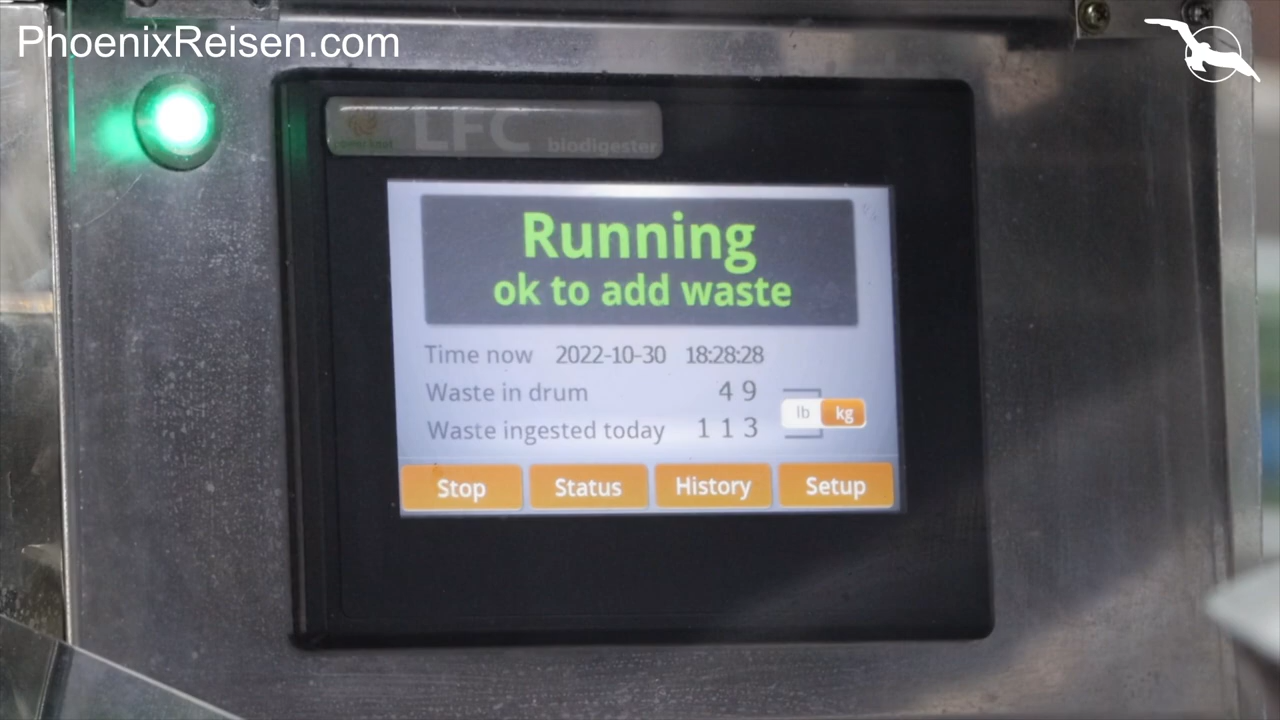 PhoenixReisen.com
LFC biodigester
Running
ok to add waste
Time now 2022-10-30 18:28:28
Waste in drum 49
Waste ingested today 113
lb kg
Stop Status History Setup